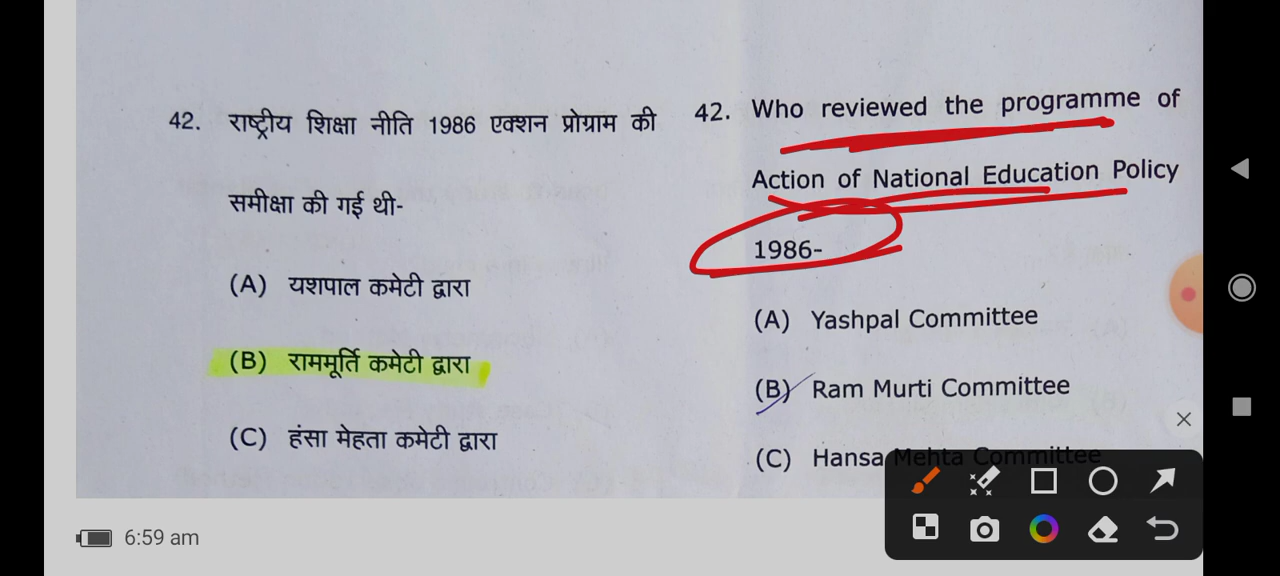 42. राष्ट्रीय शिक्षा नीति 1986 एक्शन प्रोग्राम की
समीक्षा की गई थी-
(A) यशपाल कमेटी द्वारा
(B) राममूर्ति कमेटी द्वारा
(C) हंसा मेहता कमेटी द्वारा
42. Who reviewed the programme of
Action of National Education Policy
1986-
(A) Yashpal Committee
(B) Ram Murti Committee
(C) Hansa Mehta Committee
6:59 am